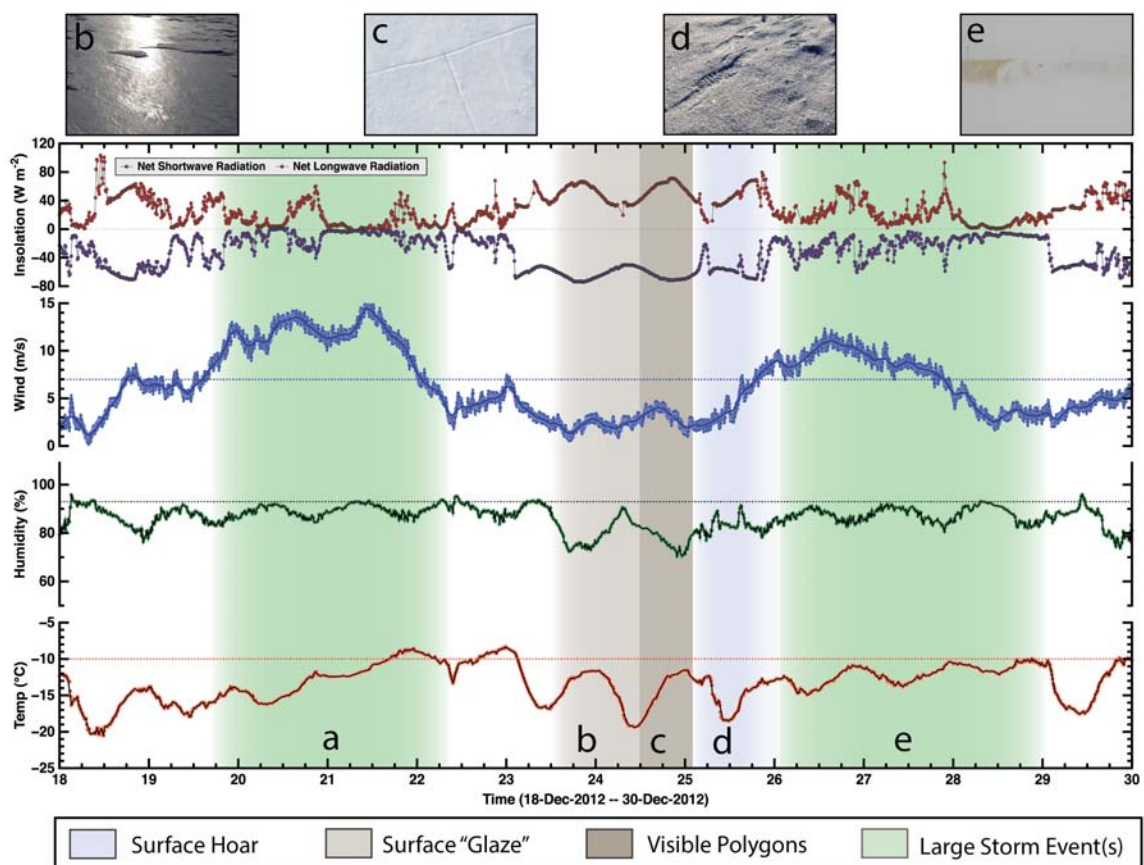 b
c
d
e
120
80
40
0
−40
−80
Insolation (W m⁻²)
Net Shortwave Radiation
Net Longwave Radiation
15
10
5
0
Wind (m/s)
100
80
60
Humidity (%)
−5
−10
−15
−20
−25
Temp (°C)
a
b
c
d
e
18 19 20 21 22 23 24 25 26 27 28 29 30
Time (18-Dec-2012 -- 30-Dec-2012)
Surface Hoar
Surface “Glaze”
Visible Polygons
Large Storm Event(s)